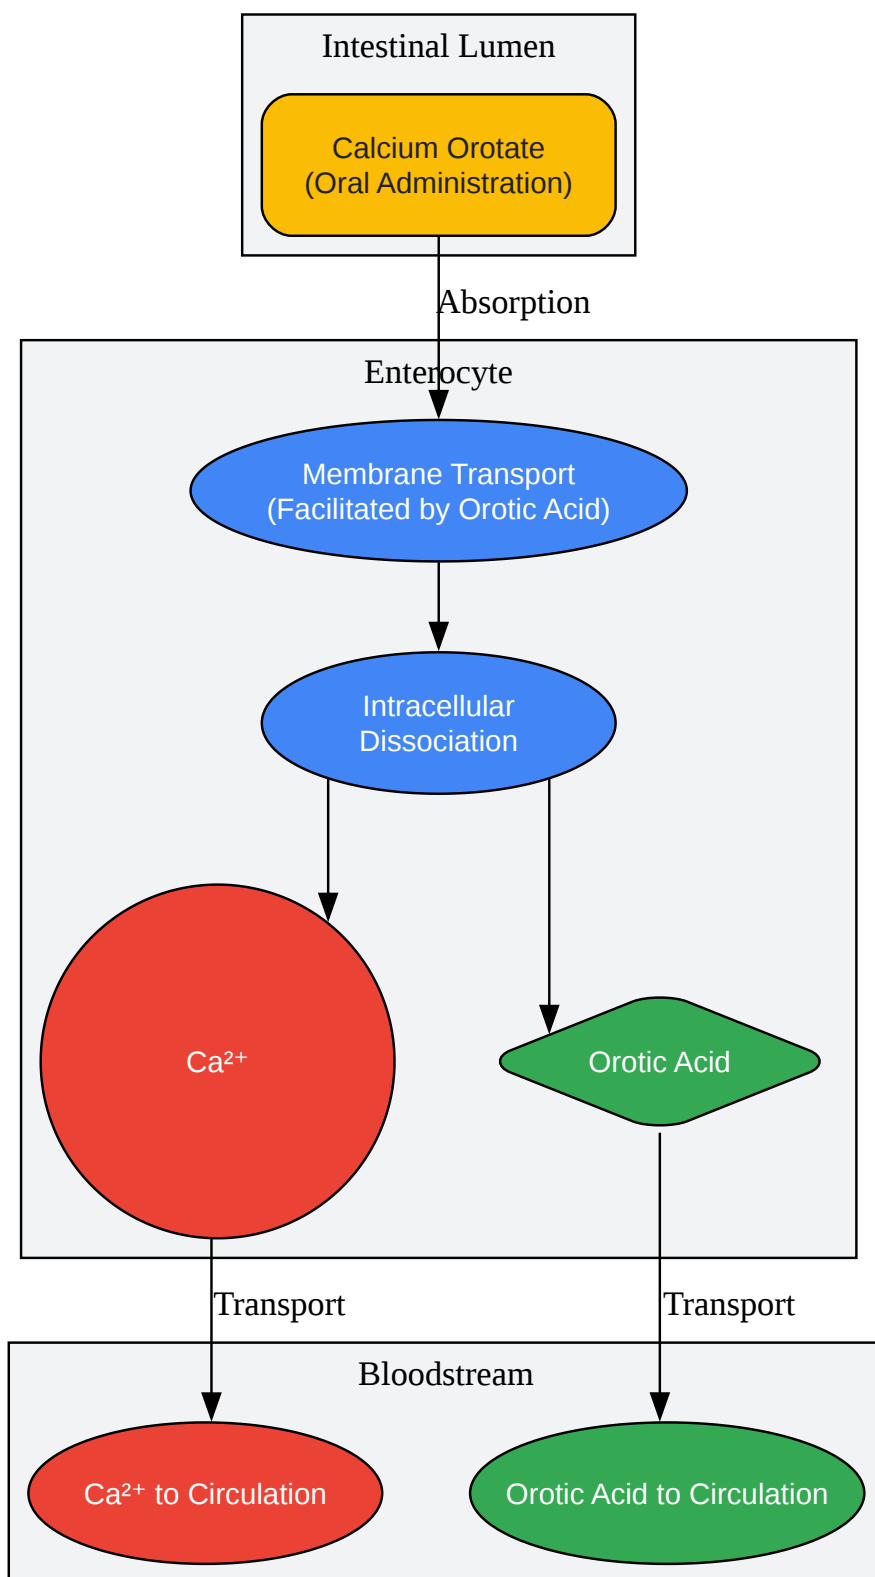 Intestinal Lumen
Calcium Orotate
(Oral Administration)
Absorption
Enterocyte
Membrane Transport
(Facilitated by Orotic Acid)
Intracellular
Dissociation
Ca²⁺
Orotic Acid
Transport
Transport
Bloodstream
Ca²⁺ to Circulation
Orotic Acid to Circulation